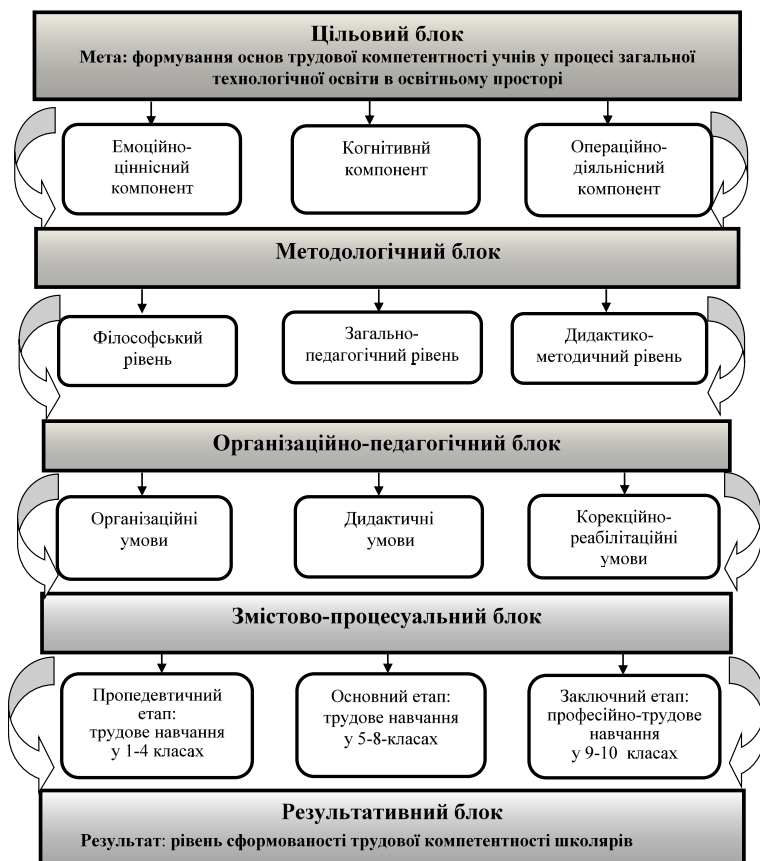 Цільовий блок
Мета: формування основ трудової компетентності учнів у процесі загальної
технологічної освіти в освітньому просторі
Емоційно-
ціннісний
компонент
Когнітивнй
компонент
Операційно-
діяльнісний
компонент
Методологічний блок
Філософський
рівень
Загально-
педагогічний рівень
Дидактико-
методичний рівень
Організаційно-педагогічний блок
Організаційні
умови
Дидактичні
умови
Корекційно-
реабілітаційні
умови
Змістово-процесуальний блок
Пропедевтичний
етап:
трудове навчання
у 1-4 класах
Основний етап:
трудове навчання
у 5-8-класах
Заключний етап:
професійно-трудове
навчання
у 9-10 класах
Результативний блок
Результат: рівень сформованості трудової компетентності школярів